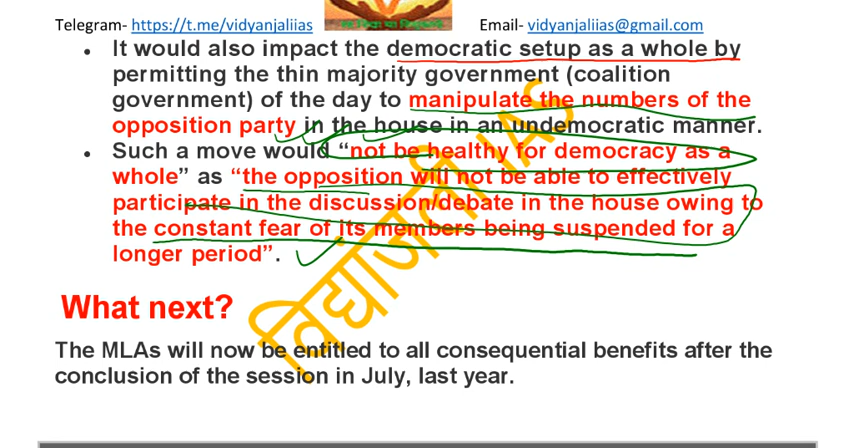 Telegram- https://t.me/vidyanjaliias Email- vidyanjaliias@gmail.com
• It would also impact the democratic setup as a whole by
permitting the thin majority government (coalition
government) of the day to manipulate the numbers of the
opposition party in the house in an undemocratic manner.
• Such a move would “not be healthy for democracy as a
whole” as “the opposition will not be able to effectively
participate in the discussion/debate in the house owing to
the constant fear of its members being suspended for a
longer period”.
विद्यांजली IAS
What next?
The MLAs will now be entitled to all consequential benefits after the
conclusion of the session in July, last year.